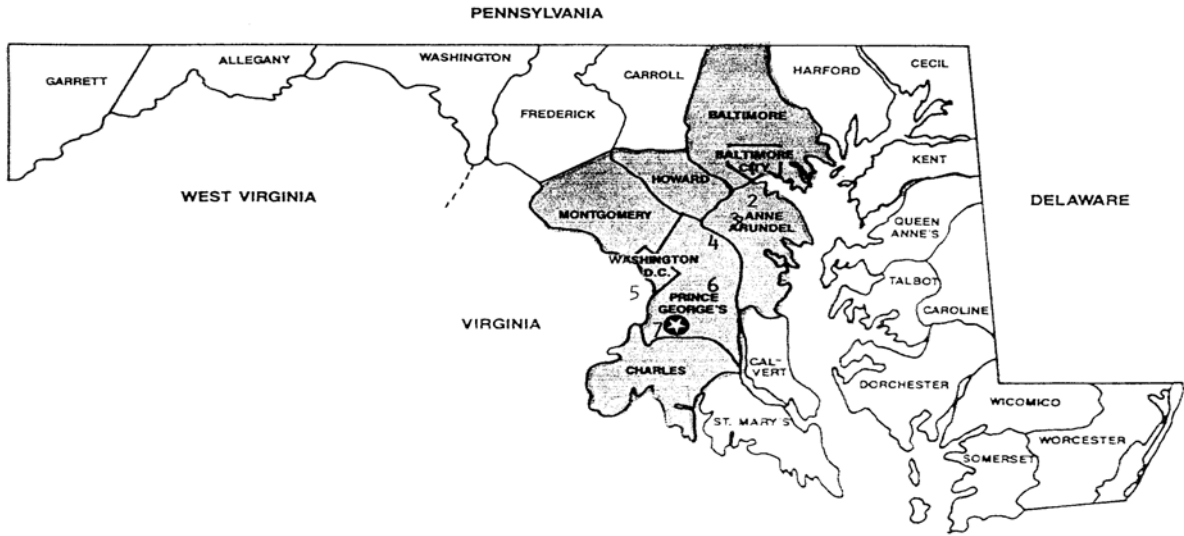 PENNSYLVANIA
GARRETT
ALLEGANY
WASHINGTON
FREDERICK
CARROLL
BALTIMORE
HARFORD
CECIL
BALTIMORE
CITY
KENT
WEST VIRGINIA
HOWARD
MONTGOMERY
2
3
ANNE
ARUNDEL
QUEEN
ANNE'S
DELAWARE
4
WASHINGTON
D.C.
5
6
PRINCE
GEORGE'S
TALBOT
CAROLINE
VIRGINIA
7
CHARLES
CAL-
VERT
DORCHESTER
WICOMICO
ST. MARY'S
WORCESTER
SOMERSET